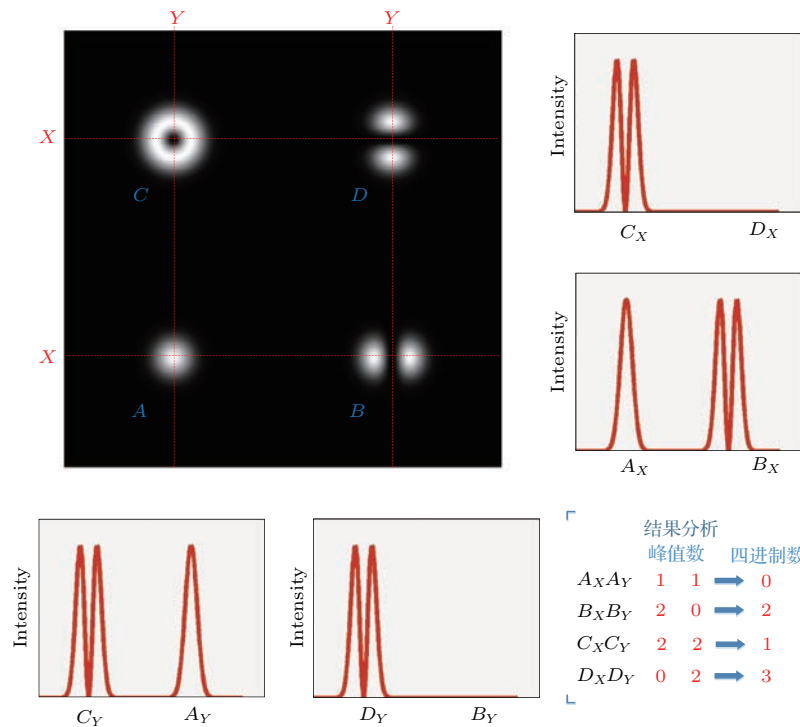 Y Y
X
C D
X
A B
Intensity
C_X D_X
Intensity
A_X B_X
Intensity
C_Y A_Y
Intensity
D_Y B_Y
结果分析
峰值数 四进制数
A_XA_Y 1 1 0
B_XB_Y 2 0 2
C_XC_Y 2 2 1
D_XD_Y 0 2 3